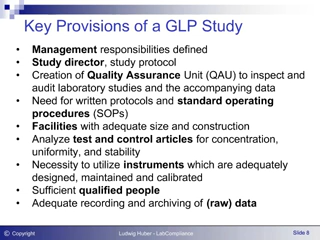 Key Provisions of a GLP Study
• Management responsibilities defined
• Study director, study protocol
• Creation of Quality Assurance Unit (QAU) to inspect and
audit laboratory studies and the accompanying data
• Need for written protocols and standard operating
procedures (SOPs)
• Facilities with adequate size and construction
• Analyze test and control articles for concentration,
uniformity, and stability
• Necessity to utilize instruments which are adequately
designed, maintained and calibrated
• Sufficient qualified people
• Adequate recording and archiving of (raw) data
© Copyright Ludwig Huber - LabCompliance Slide 8